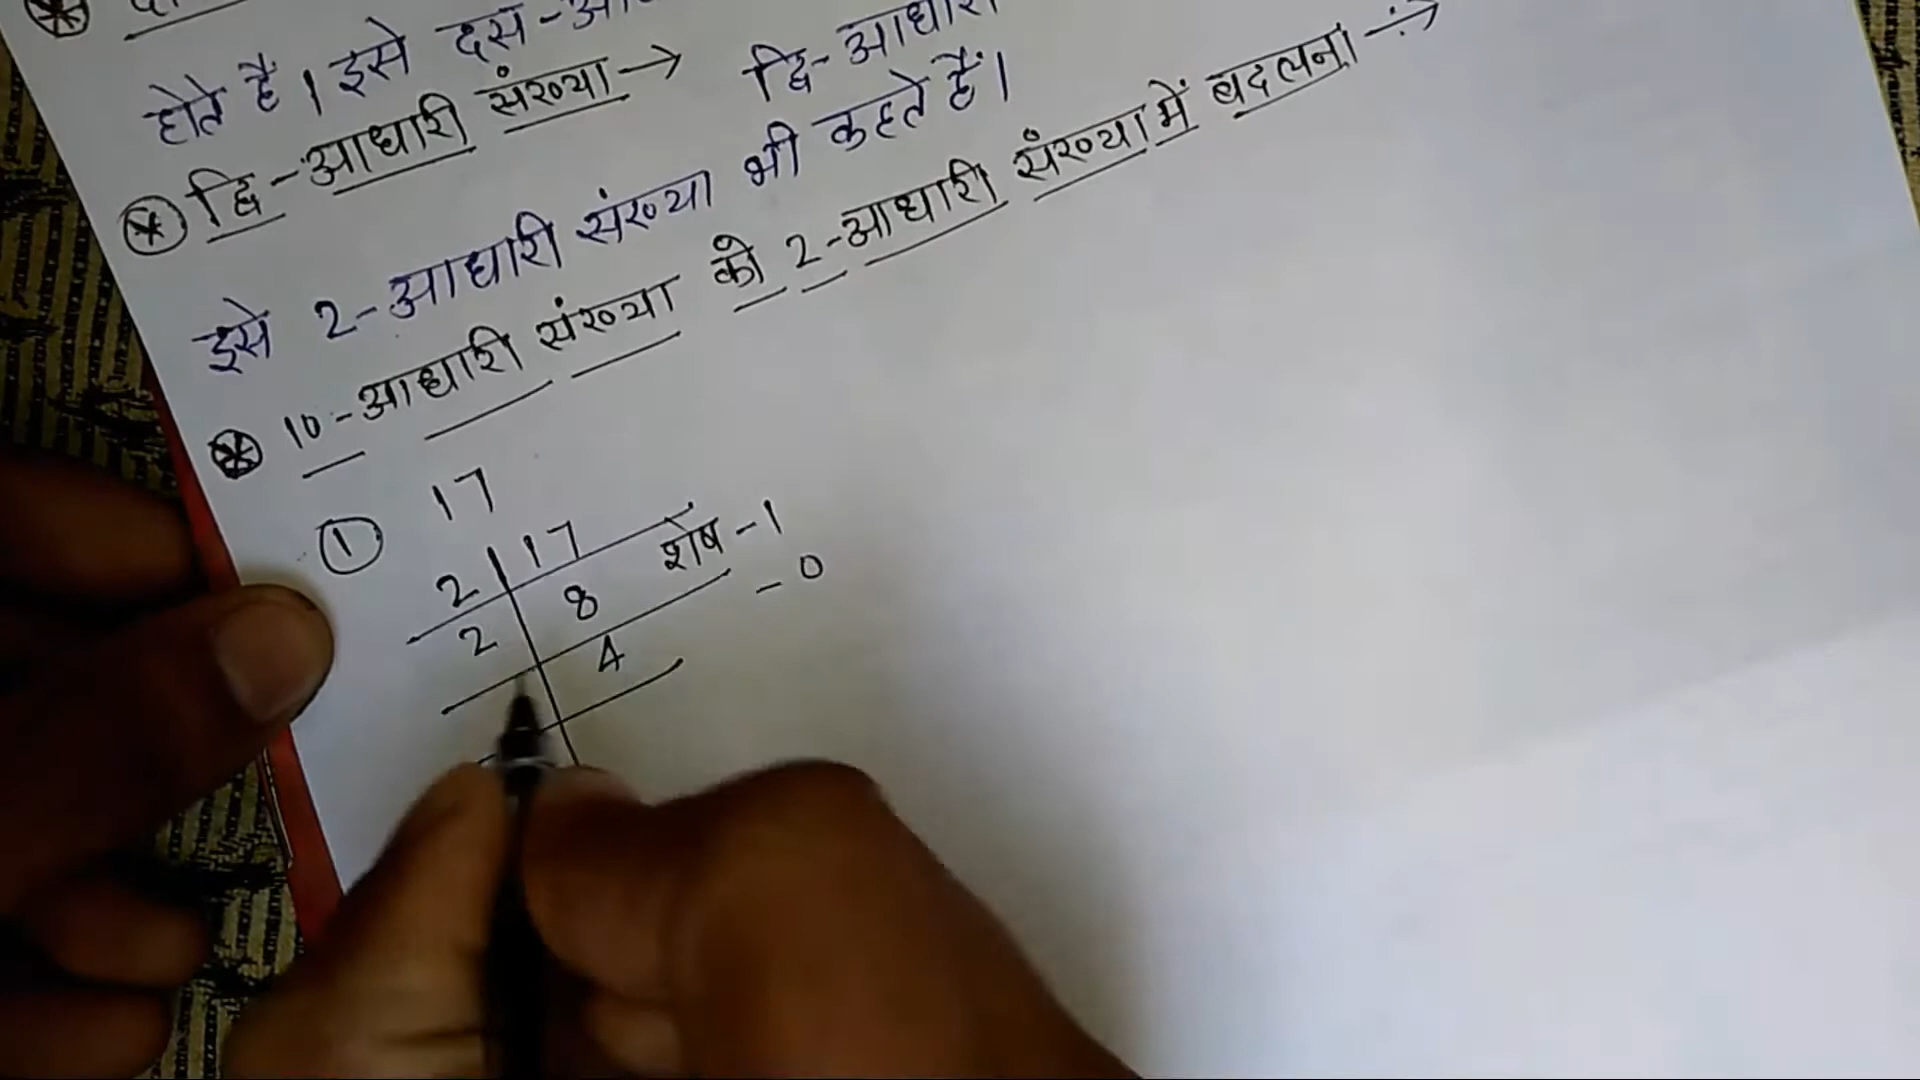 होते है । इसे दस-
* द्वि-आधारी संख्या → द्वि-आधारी
इसे 2-आधारी संख्या भी कहते हैं।
* 10-आधारी संख्या को 2-आधारी संख्या में बदलना -:→
① 17
2 | 17 शेष - 1
2 | 8 - 0
4